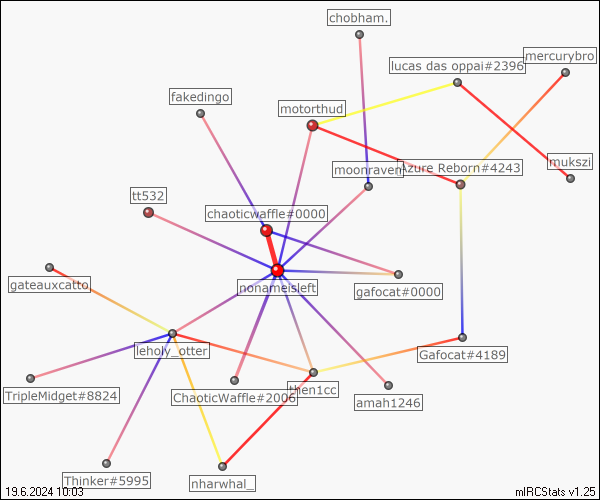 chobham.
mercurybro
lucas das oppai#2396
fakedingo
motorthud
mukszi
moonraven
Azure Reborn#4243
tt532
chaoticwaffle#0000
gateauxcatto
nonameisleft
gafocat#0000
leholy_otter
Gafocat#4189
TripleMidget#8824
ChaoticWaffle#2006
then1cc
amah1246
Thinker#5995
nharwhal_
19.6.2024 10:03
mIRCStats v1.25